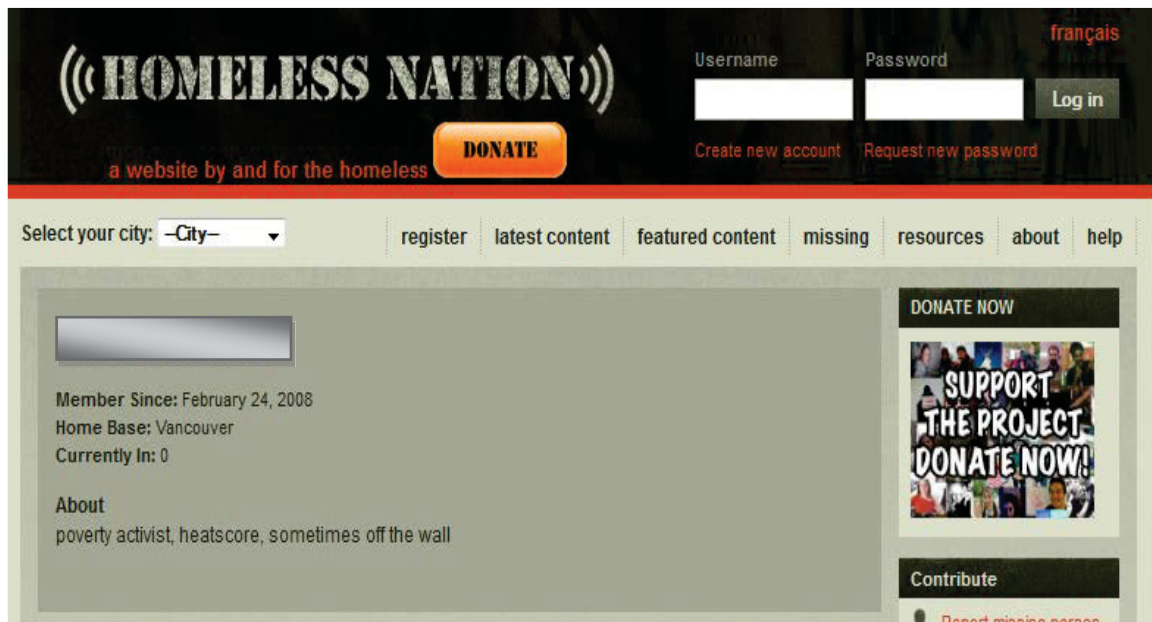 français
((( HOMELESS NATION )))
Username
Password
Log in
DONATE
a website by and for the homeless
Create new account
Request new password
Select your city: –City–
register
latest content
featured content
missing
resources
about
help
DONATE NOW
SUPPORT
THE PROJECT
DONATE NOW!
Member Since: February 24, 2008
Home Base: Vancouver
Currently In: 0
About
poverty activist, heatscore, sometimes off the wall
Contribute
Report missing person